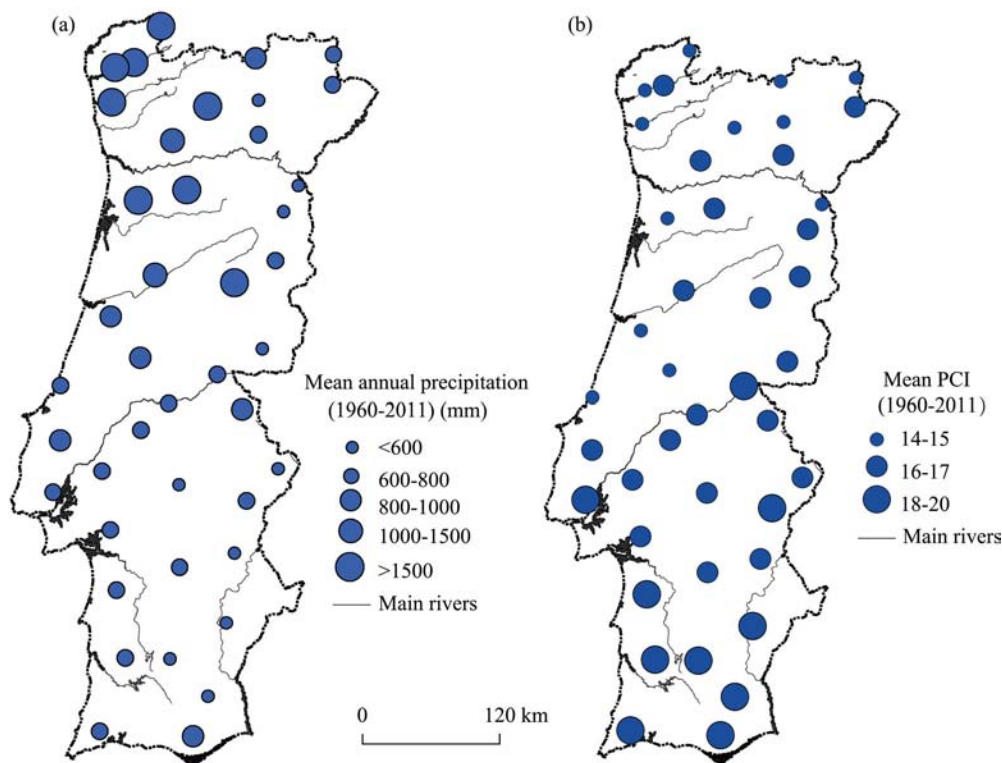 (a)
(b)
Mean annual precipitation
(1960-2011) (mm)
<600
600-800
800-1000
1000-1500
>1500
Main rivers
Mean PCI
(1960-2011)
14-15
16-17
18-20
Main rivers
0 120 km